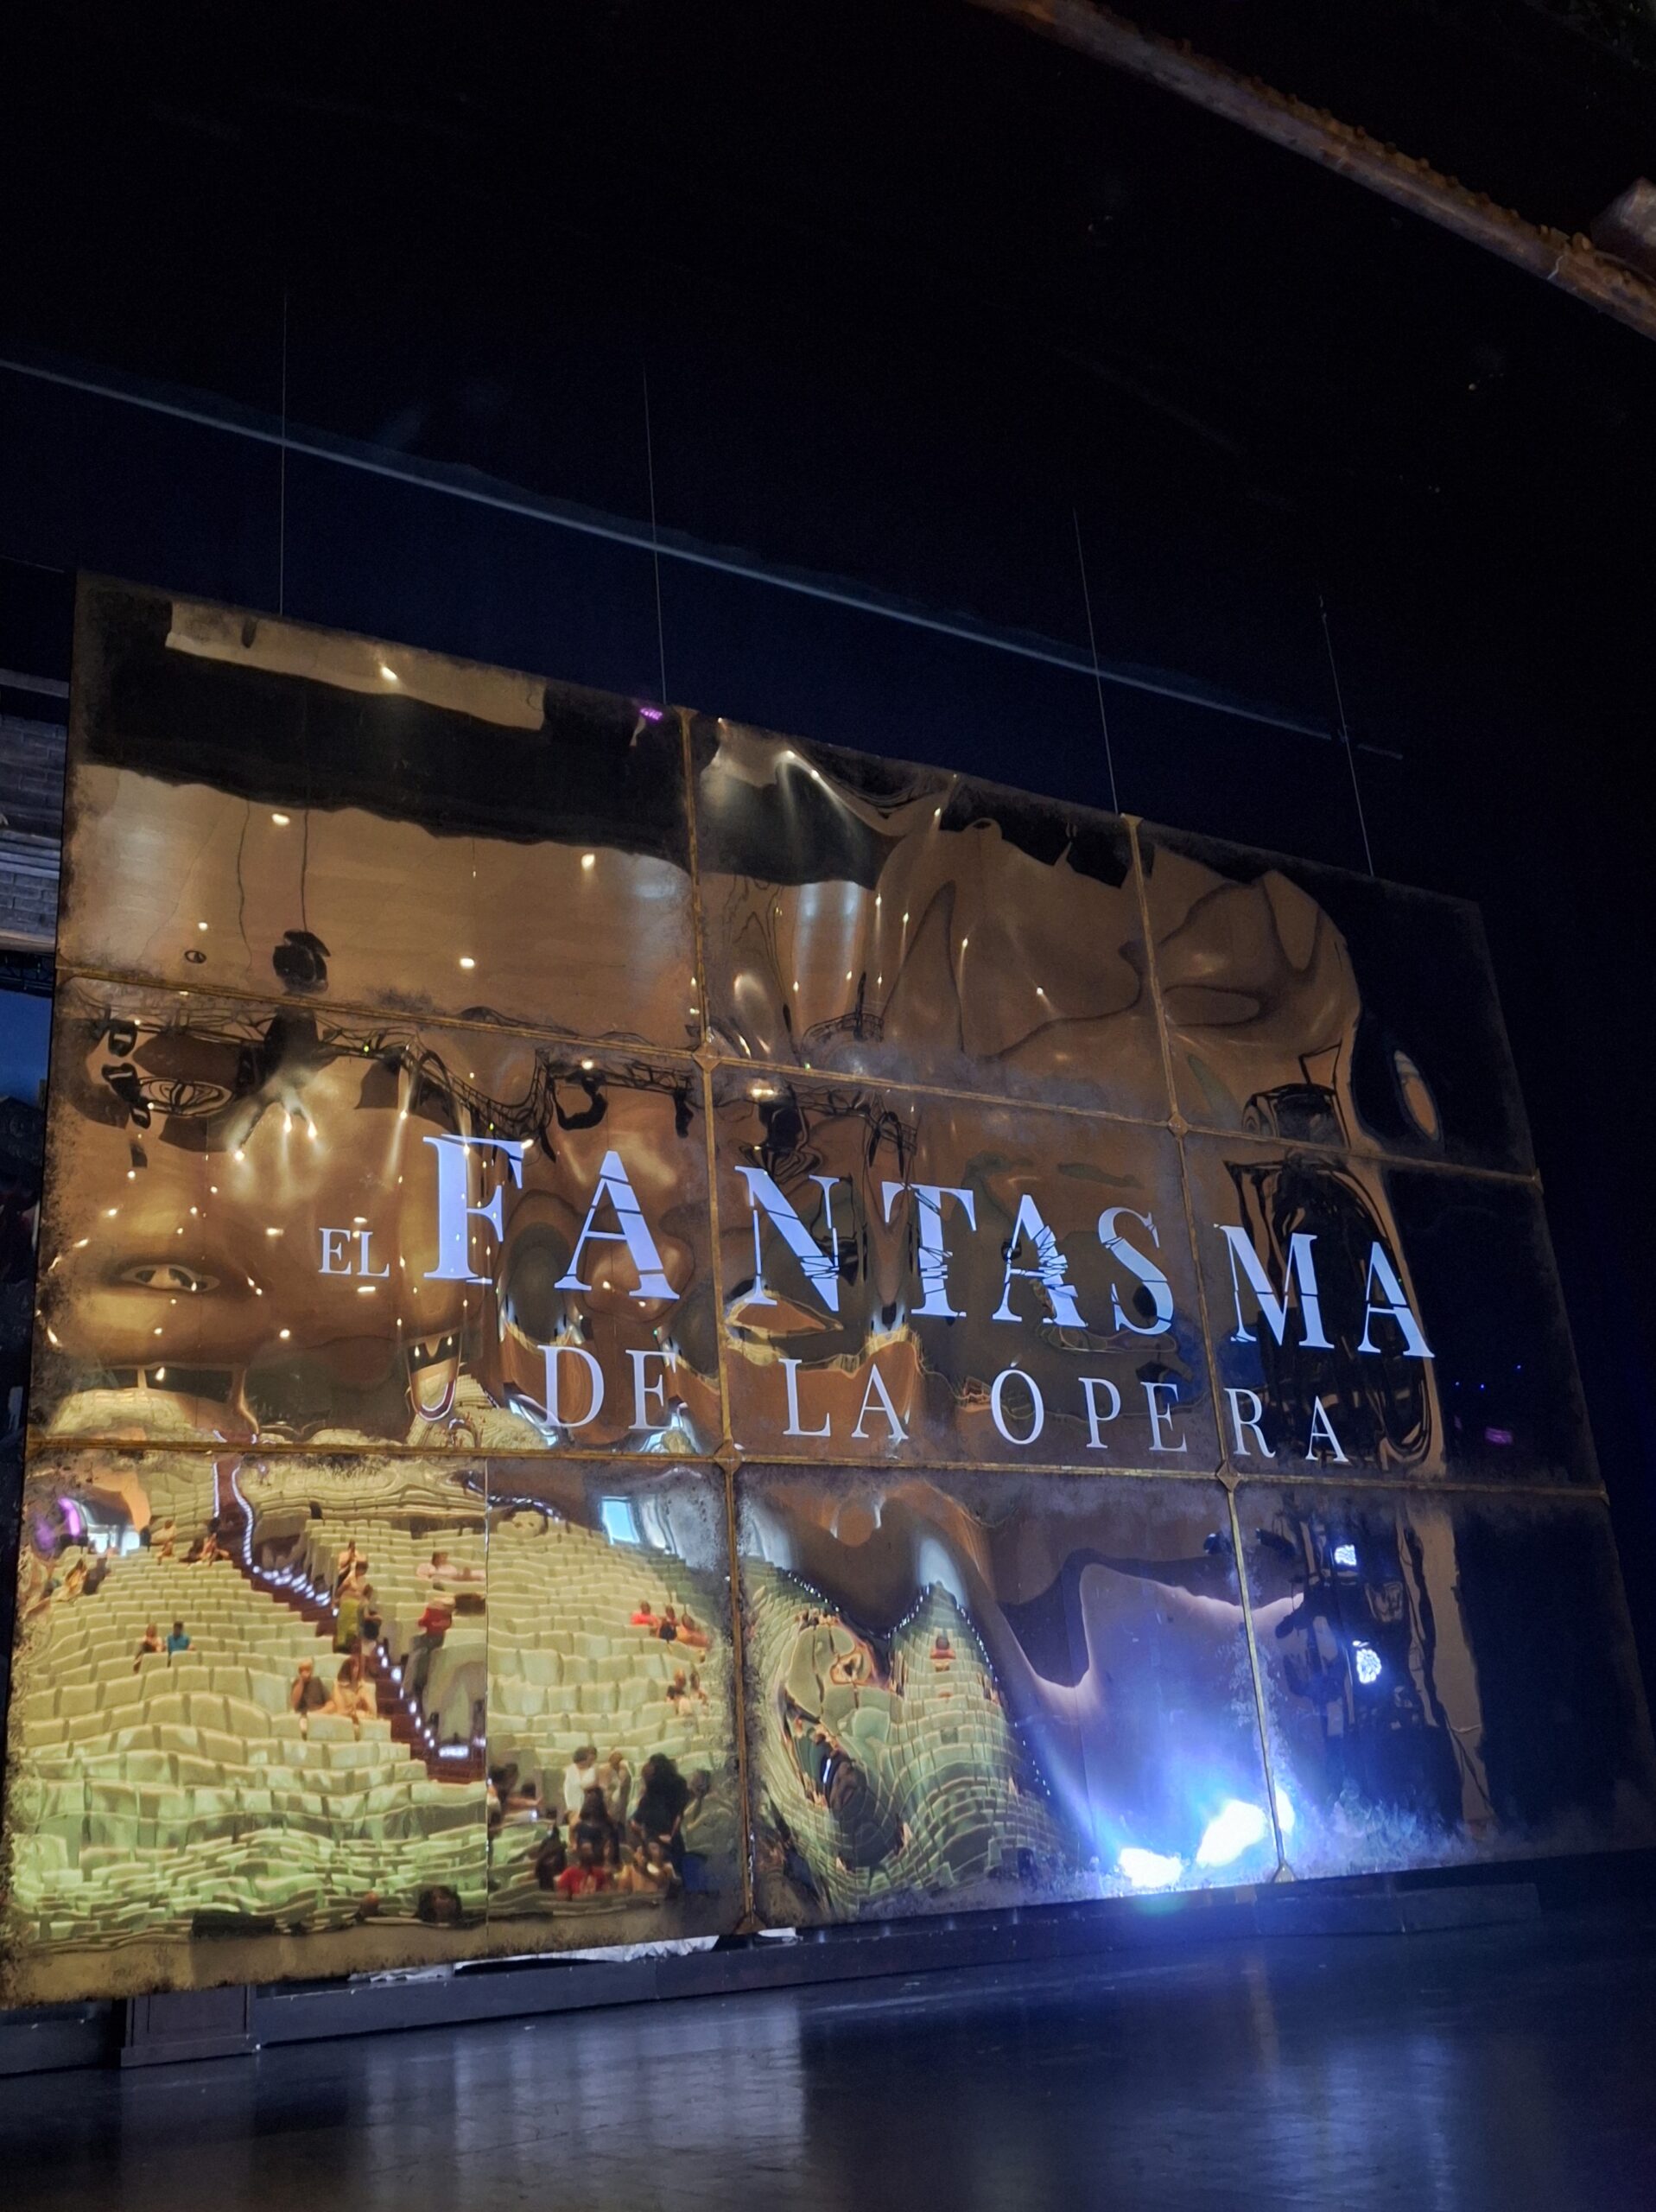 EL FANTASMA
DE LA ÓPERA